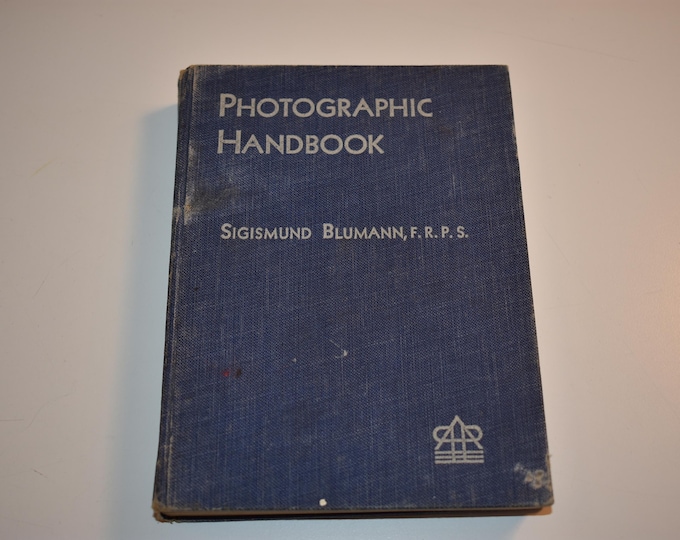 PHOTOGRAPHIC
HANDBOOK
SIGISMUND BLUMANN, F. R. P. S.